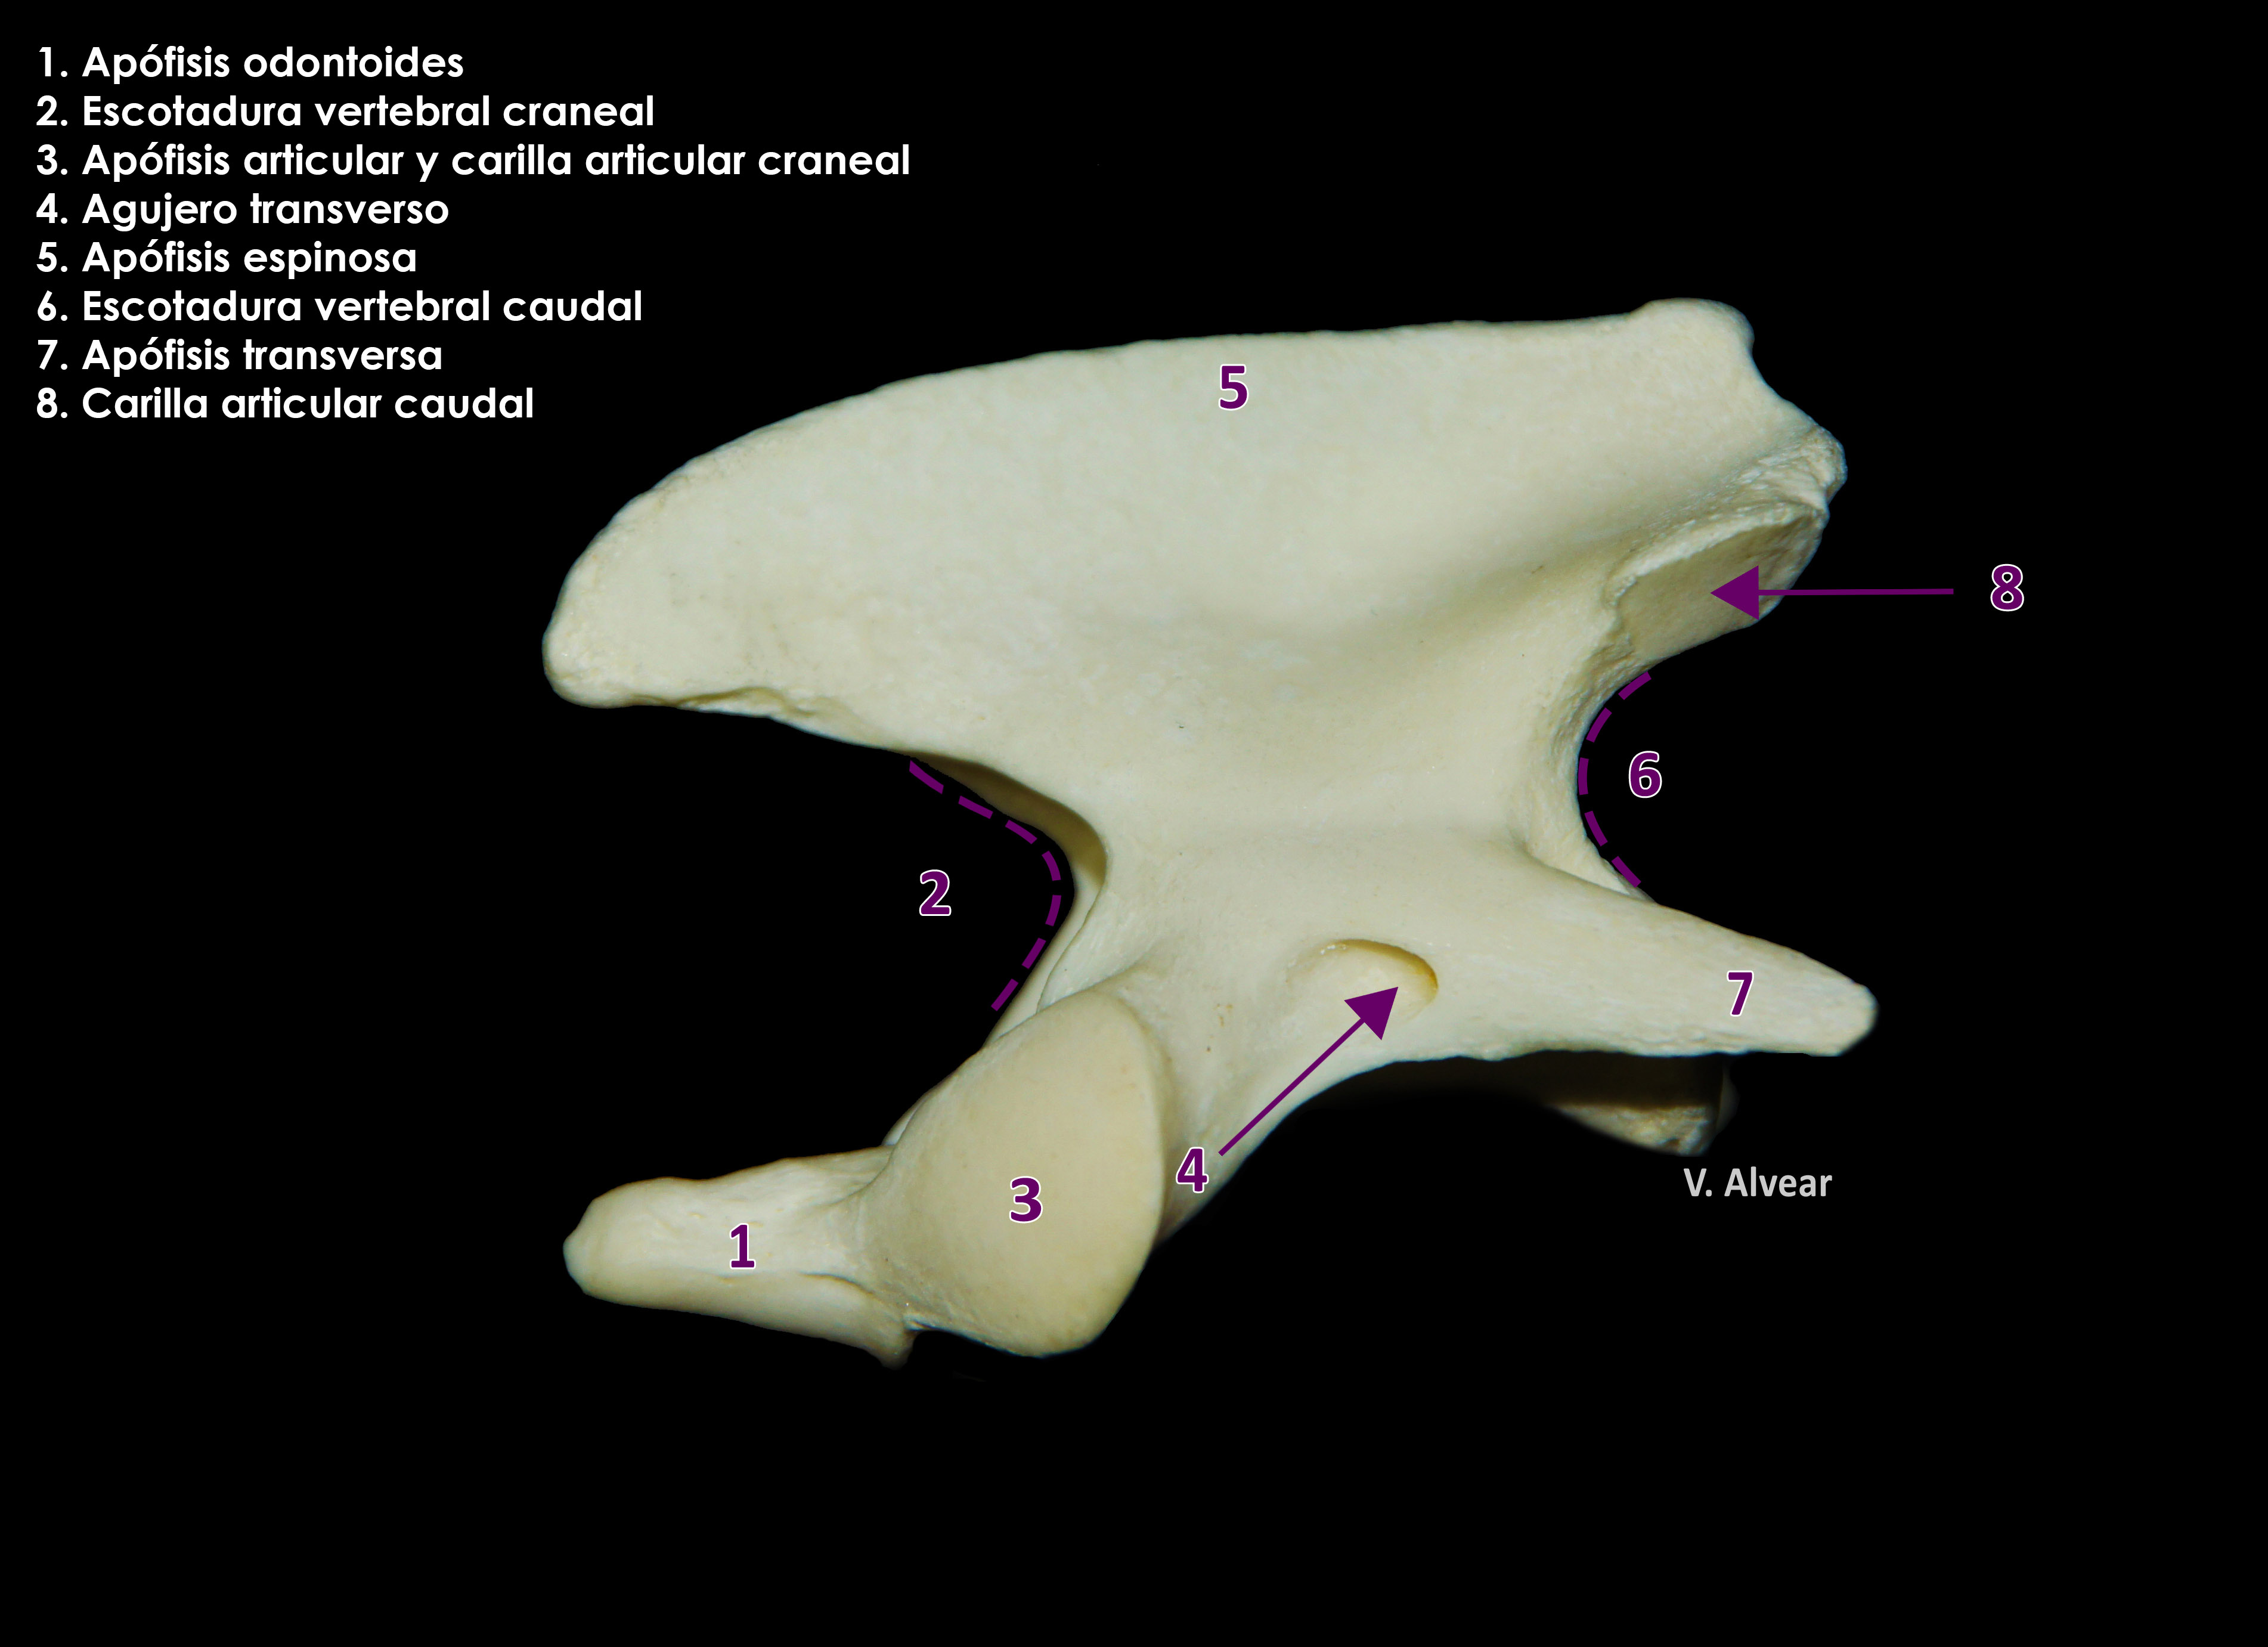 1. Apófisis odontoides
2. Escotadura vertebral craneal
3. Apófisis articular y carilla articular craneal
4. Agujero transverso
5. Apófisis espinosa
6. Escotadura vertebral caudal
7. Apófisis transversa
8. Carilla articular caudal
5
8
6
2
7
4
3
1
V. Alvear